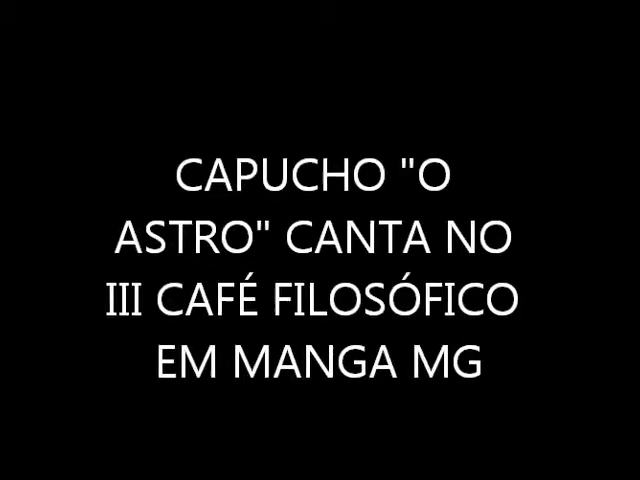 CAPUCHO "O
ASTRO" CANTA NO
III CAFÉ FILOSÓFICO
EM MANGA MG